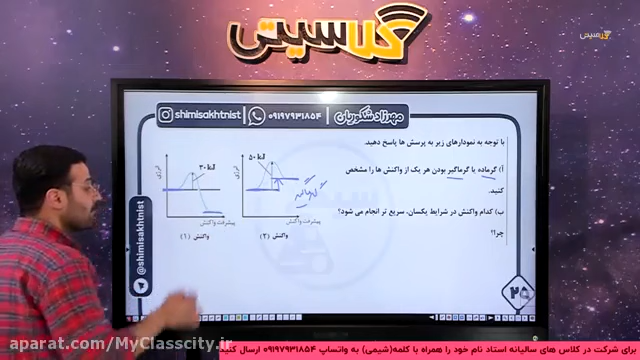 کلاسیتی
کلاسیتی
shimisakhtnist
۰۹۱۹۷۹۳۱۸۵۴
مهرزاد شکوریان
با توجه به نمودارهای زیر به پرسش ها پاسخ دهید.
آ) گرماده یا گرماگیر بودن هر یک از واکنش ها را مشخص
کنید.
ب) کدام واکنش در شرایط یکسان، سریع تر انجام می شود؟
چرا؟
انرژی
۳۰ kJ
پیشرفت واکنش
واکنش (۱)
انرژی
۵۰ kJ
گرماگیر
پیشرفت واکنش
واکنش (۲)
@shimisakhtnist
۲۵
برای شرکت در کلاس های سالیانه استاد نام خود را همراه با کلمه(شیمی) به واتساپ ۰۹۱۹۷۹۳۱۸۵۴ ارسال کنید
aparat.com/MyClasscity.ir